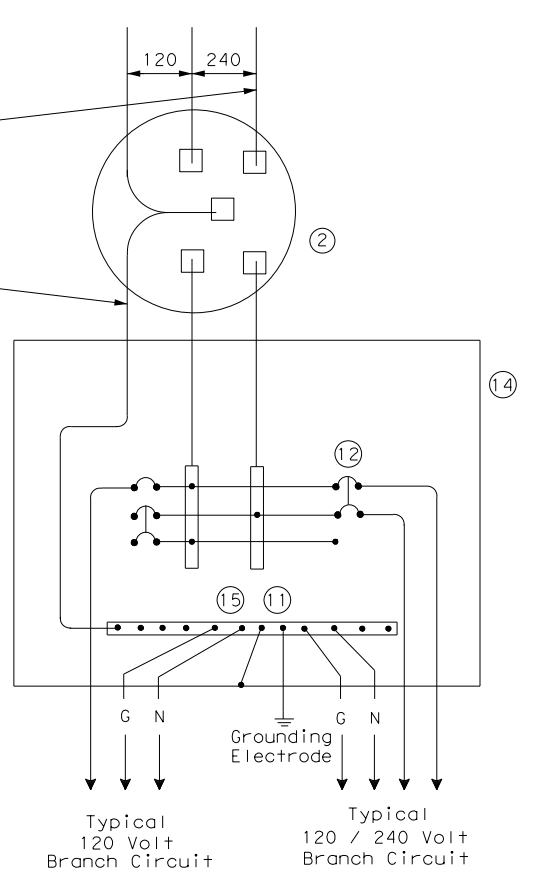 120 240
2
14
12
15 11
G N
G N
Grounding
Electrode
Typical
120 Volt
Branch Circuit
Typical
120 / 240 Volt
Branch Circuit